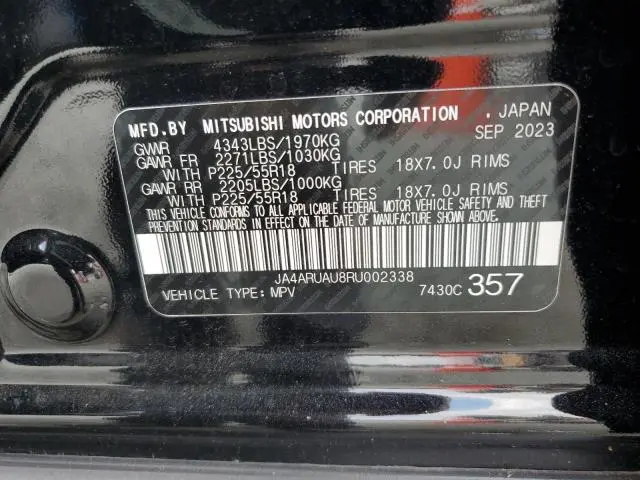 MFD.BY MITSUBISHI MOTORS CORPORATION . JAPAN
SEP 2023
GVWR 4343LBS/1970KG
GAWR FR 2271LBS/1030KG
WITH P225/55R18 TIRES 18X7.0J RIMS
GAWR RR 2205LBS/1000KG
WITH P225/55R18 TIRES 18X7.0J RIMS
THIS VEHICLE CONFORMS TO ALL APPLICABLE FEDERAL MOTOR VEHICLE SAFETY AND THEFT
PREVENTION STANDARDS IN EFFECT ON THE DATE OF MANUFACTURE SHOWN ABOVE.
JA4ARUAU8RU002338
VEHICLE TYPE:MPV 7430C 357